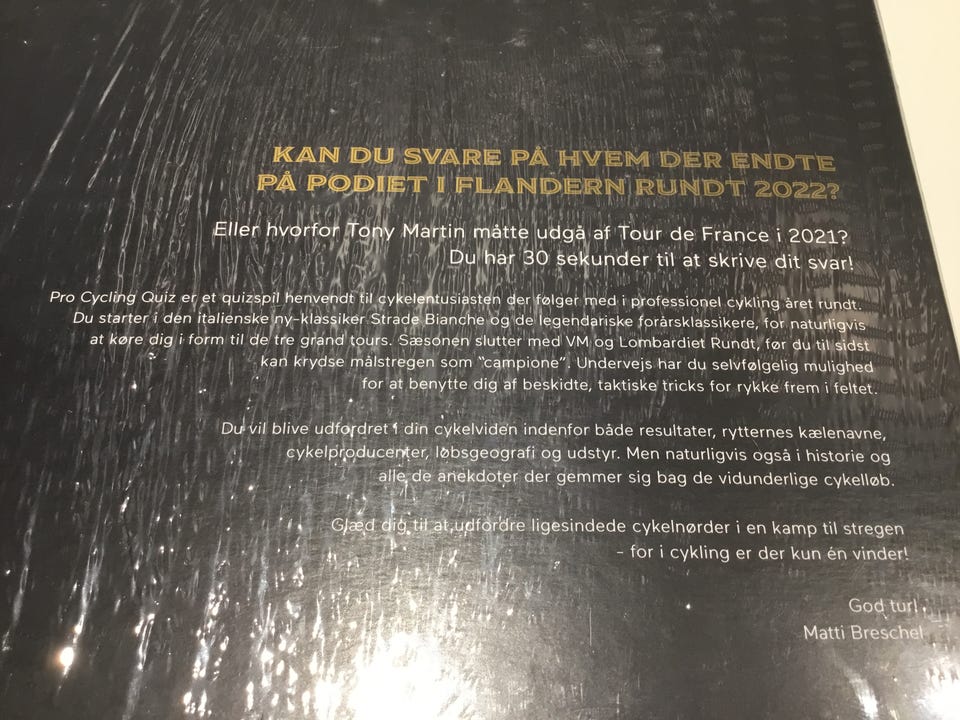 KAN DU SVARE PÅ HVEM DER ENDTE
PÅ PODIET I FLANDERN RUNDT 2022?
Eller hvorfor Tony Martin måtte udgå af Tour de France i 2021?
Du har 30 sekunder til at skrive dit svar!
Pro Cycling Quiz er et quizspil henvendt til cykelentusiasten der følger med i professionel cykling året rundt.
Du starter i den italienske ny-klassiker Strade Bianche og de legendariske forårsklassikere, for naturligvis
at køre dig i form til de tre grand tours. Sæsonen slutter med VM og Lombardiet Rundt, før du til sidst
kan krydse målstregen som “campione”. Undervejs har du selvfølgelig mulighed
for at benytte dig af beskidte, taktiske tricks for rykke frem i feltet.
Du vil blive udfordret i din cykelviden indenfor både resultater, rytternes kælenavne,
cykelproducenter, løbsgeografi og udstyr. Men naturligvis også i historie og
alle de anekdoter der gemmer sig bag de vidunderlige cykelløb.
Glæd dig til at udfordre ligesindede cykelnørder i en kamp til stregen
- for i cykling er der kun én vinder!
God tur!
Matti Breschel